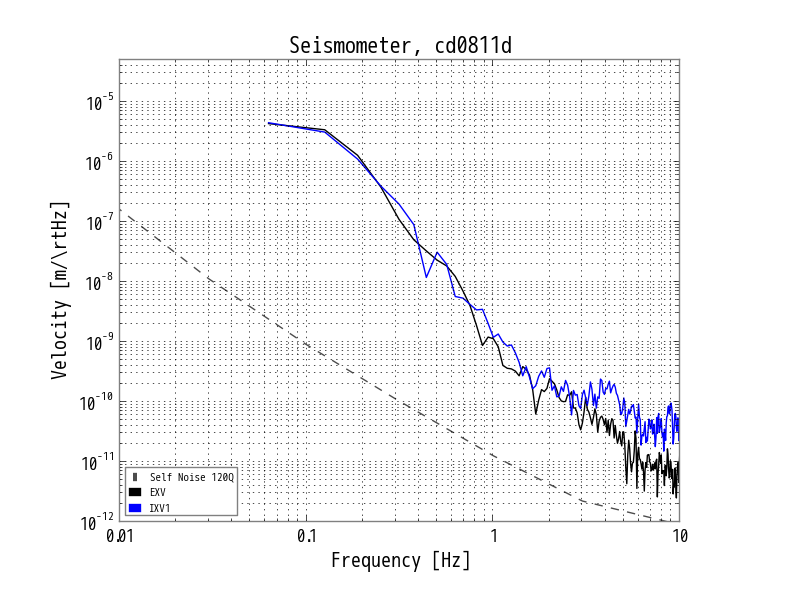 Seismometer, cd0811d
10^-5
10^-6
10^-7
10^-8
10^-9
10^-10
10^-11
10^-12
Velocity [m/\rtHz]
Self Noise 120Q
EXV
IXV1
0.01 0.1 1 10
Frequency [Hz]